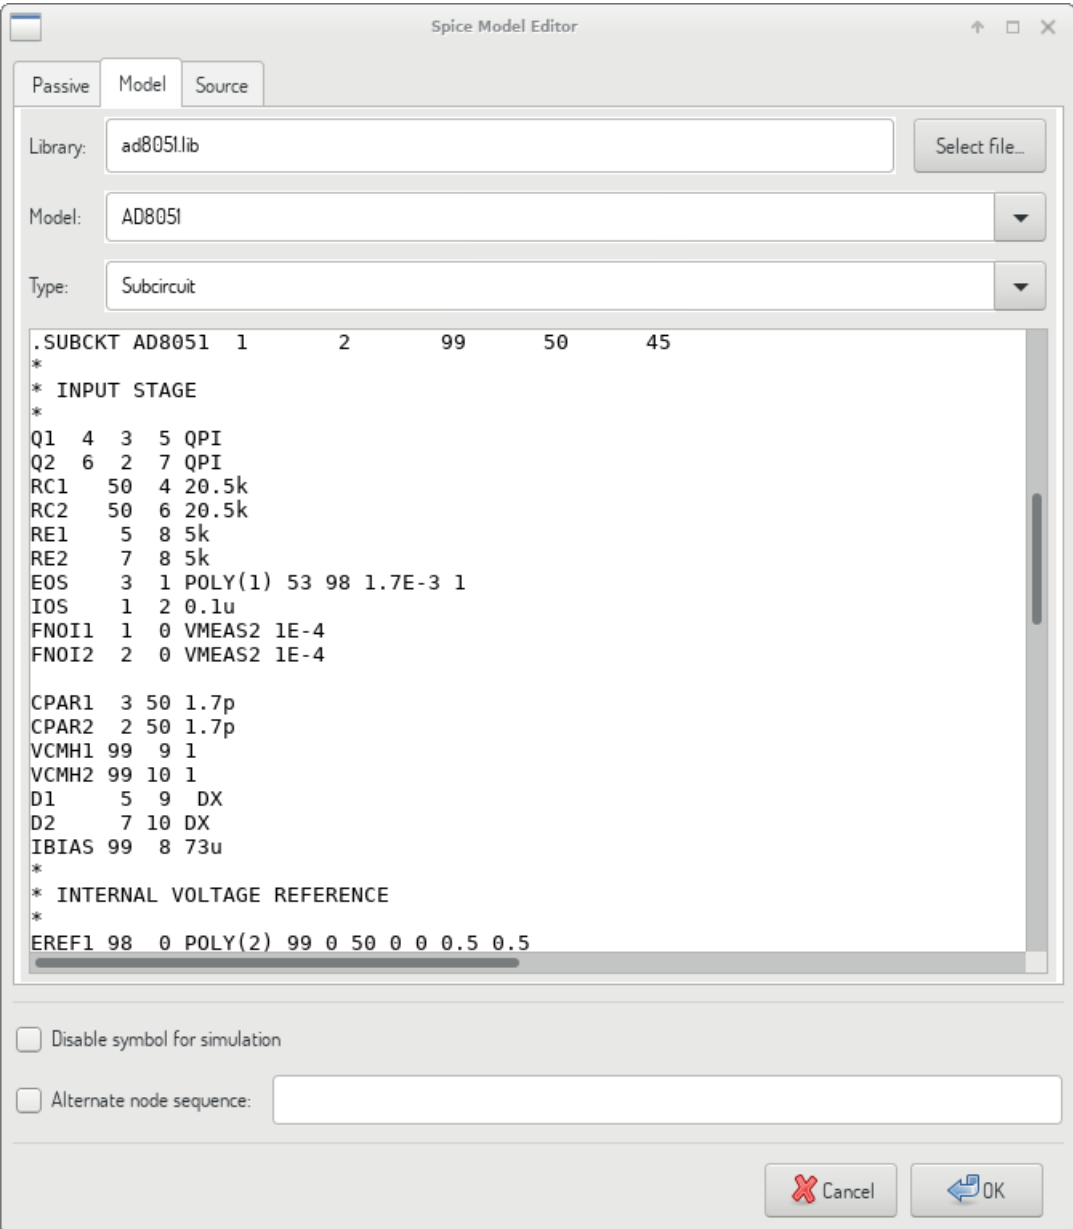 Spice Model Editor
Passive Model Source
Library: ad8051.lib Select file...
Model: AD8051
Type: Subcircuit
.SUBCKT AD8051  1       2       99      50      45
*
* INPUT STAGE
*
Q1  4  3  5 QPI
Q2  6  2  7 QPI
RC1   50  4 20.5k
RC2   50  6 20.5k
RE1    5  8 5k
RE2    7  8 5k
EOS    3  1 POLY(1) 53 98 1.7E-3 1
IOS    1  2 0.1u
FNOI1  1  0 VMEAS2 1E-4
FNOI2  2  0 VMEAS2 1E-4
CPAR1  3 50 1.7p
CPAR2  2 50 1.7p
VCMH1 99  9 1
VCMH2 99 10 1
D1     5  9  DX
D2     7 10 DX
IBIAS 99  8 73u
*
* INTERNAL VOLTAGE REFERENCE
*
EREF1 98  0 POLY(2) 99 0 50 0 0 0.5 0.5
Disable symbol for simulation
Alternate node sequence:
Cancel OK